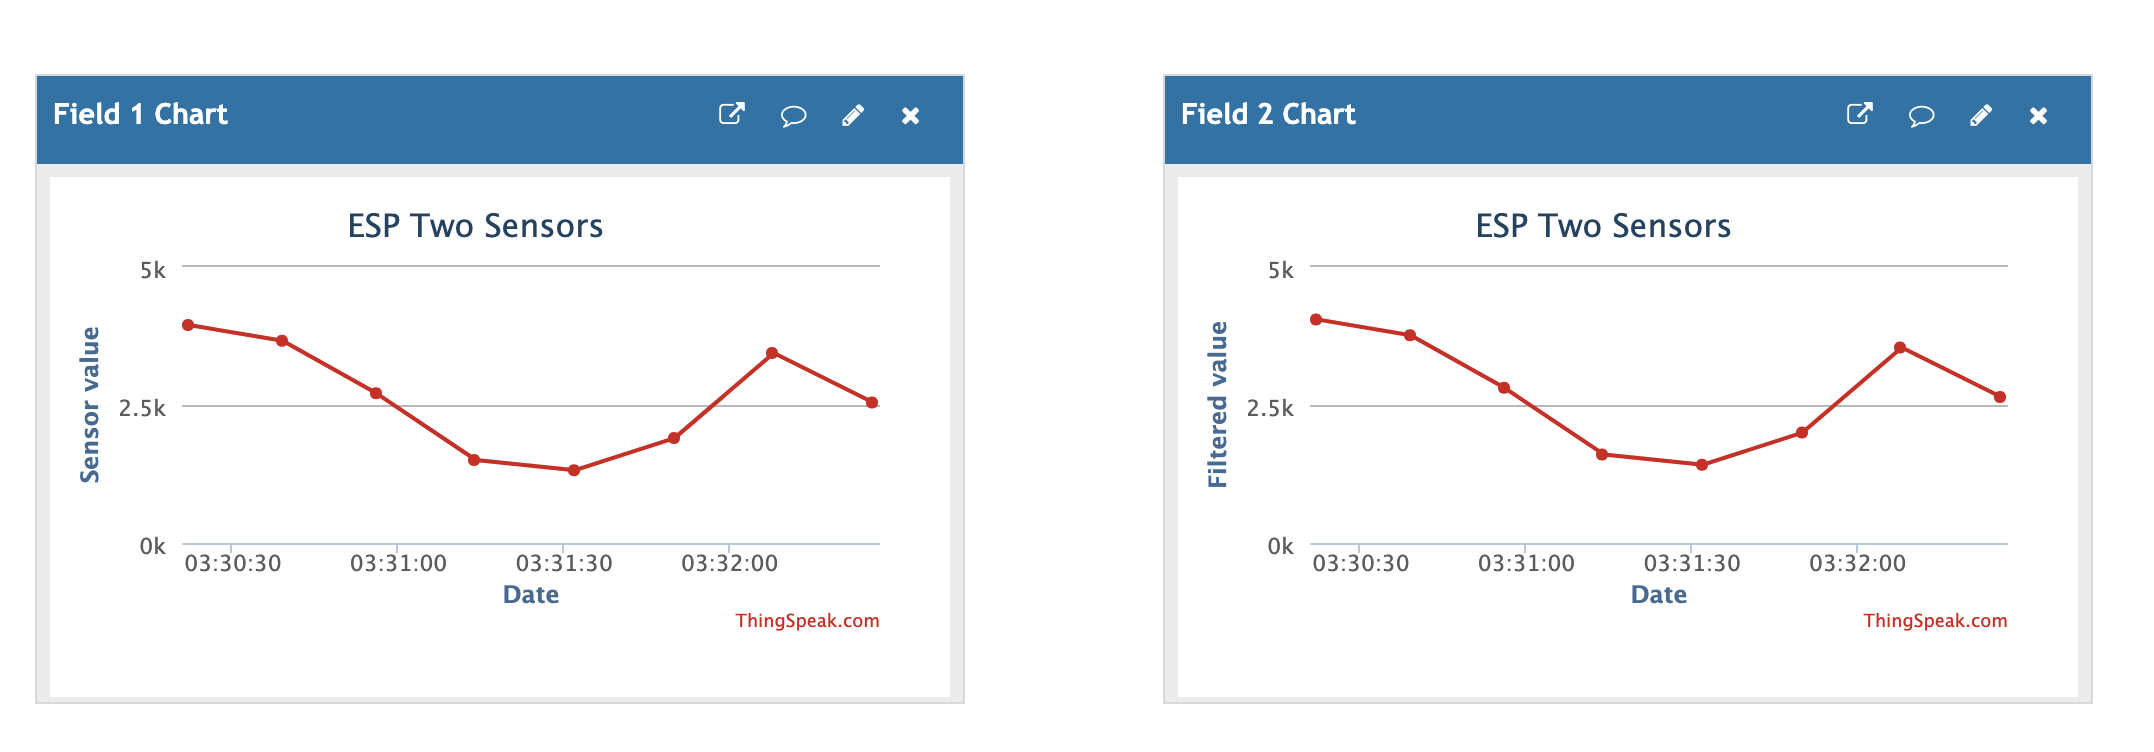 Field 1 Chart
ESP Two Sensors
5k
2.5k
0k
Sensor value
03:30:30 03:31:00 03:31:30 03:32:00
Date
ThingSpeak.com
Field 2 Chart
ESP Two Sensors
5k
2.5k
0k
Filtered value
03:30:30 03:31:00 03:31:30 03:32:00
Date
ThingSpeak.com